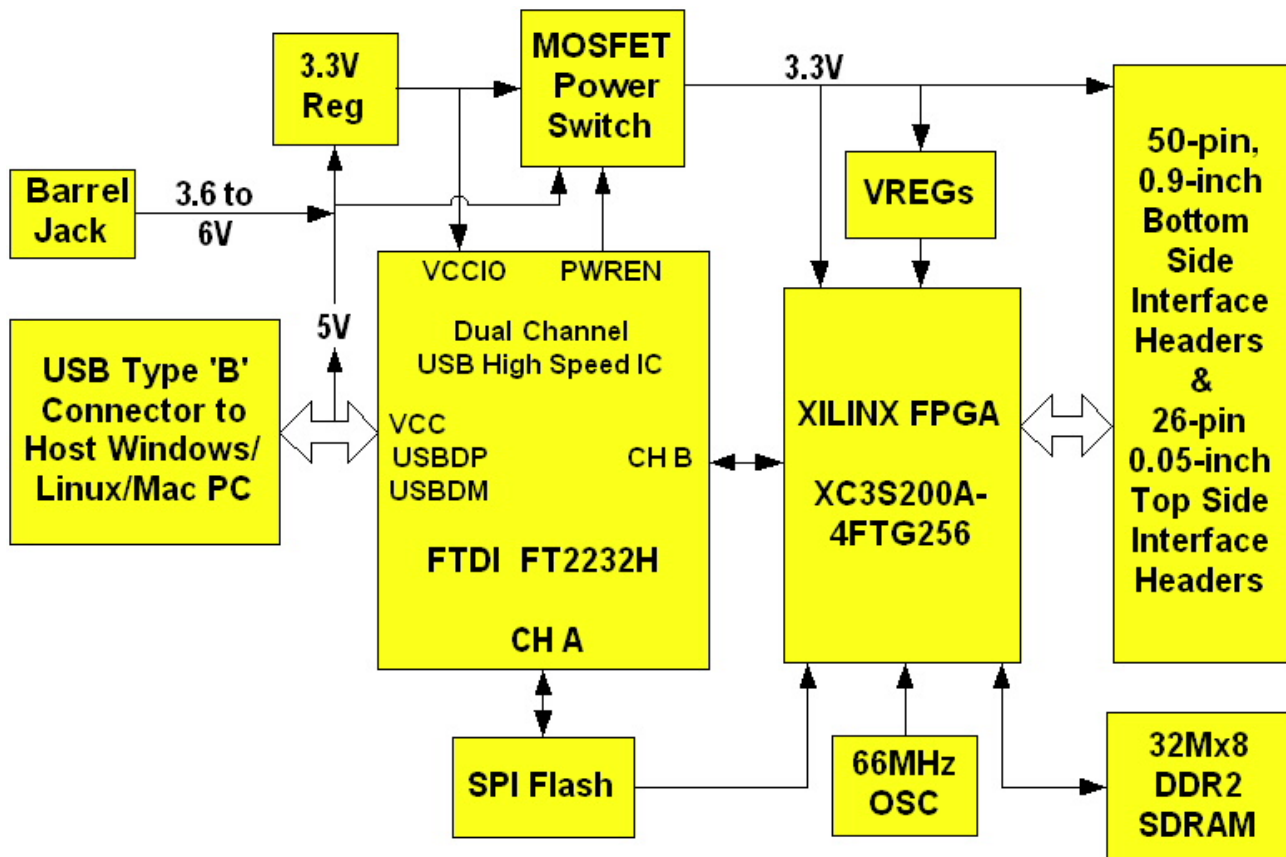 3.3V
Reg
MOSFET
Power
Switch
3.3V
50-pin,
0.9-inch
Bottom
Side
Interface
Headers
&
26-pin
0.05-inch
Top Side
Interface
Headers
Barrel
Jack
3.6 to
6V
VREGs
VCCIO
PWREN
Dual Channel
USB High Speed IC
5V
USB Type 'B'
Connector to
Host Windows/
Linux/Mac PC
VCC
USBDP
USBDM
CH B
FTDI FT2232H
CH A
XILINX FPGA
XC3S200A-
4FTG256
SPI Flash
66MHz
OSC
32Mx8
DDR2
SDRAM